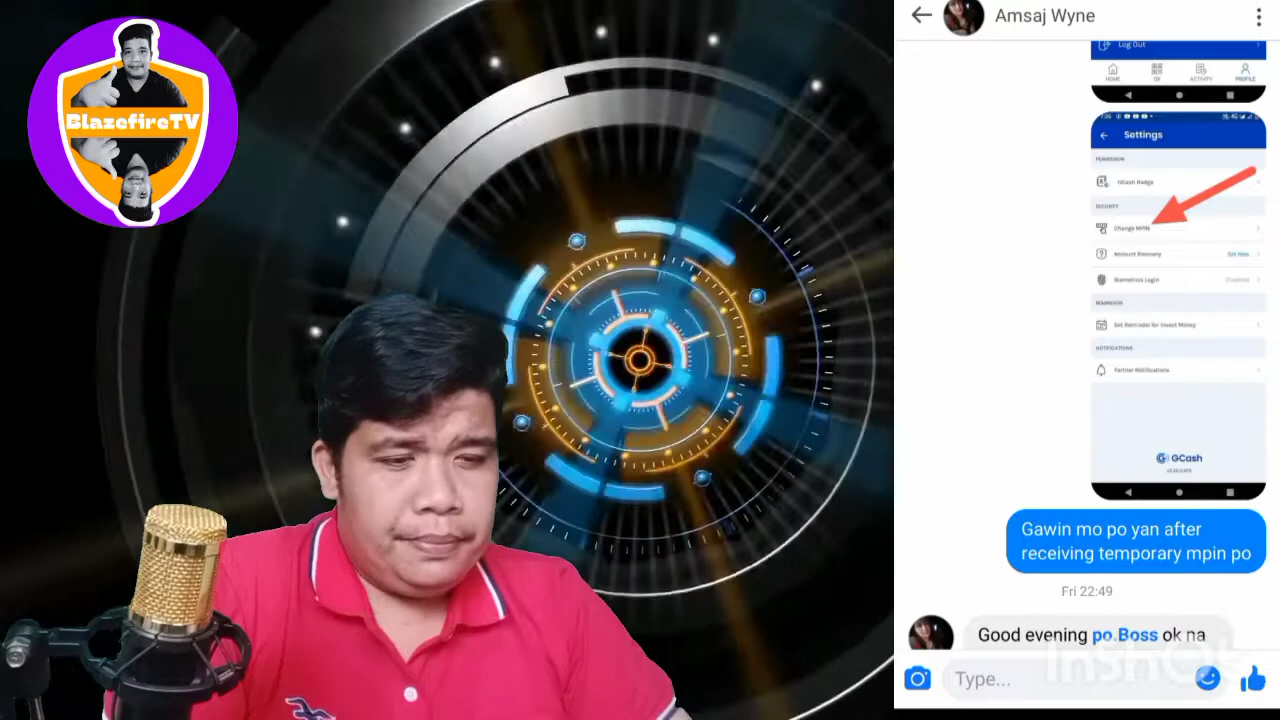 BlazefireTV
Amsaj Wyne
Log Out
HOME
QR
ACTIVITY
PROFILE
Settings
PERMISSION
GCash Badge
SECURITY
Change MPIN
Account Recovery
Set Now
Biometrics Login
Disabled
REMINDERS
Set Reminder for Invest Money
NOTIFICATIONS
Partner Notifications
GCash
Gawin mo po yan after
receiving temporary mpin po
Fri 22:49
Good evening po.Boss ok na
Type...
InShot